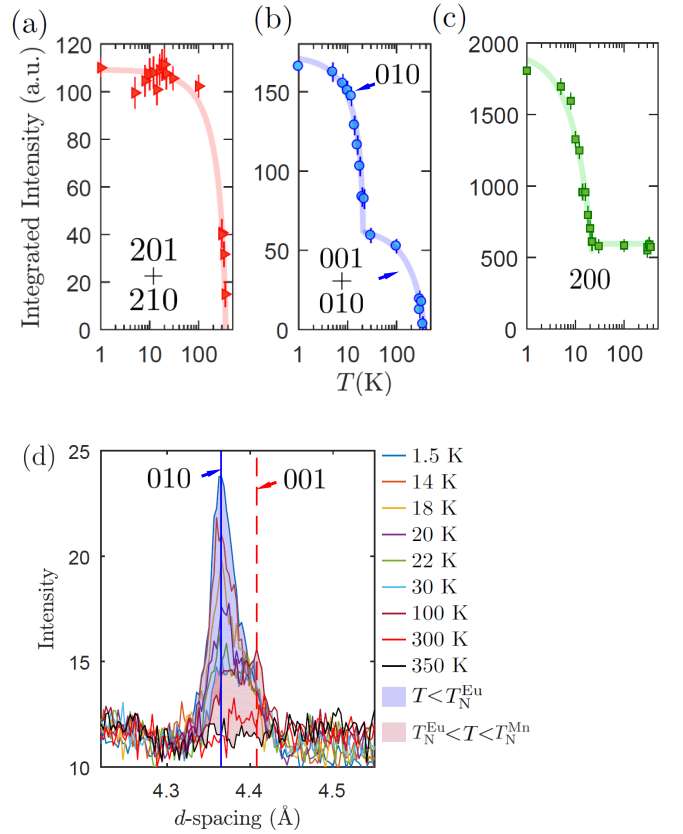 (a)
(b)
(c)
Integrated Intensity (a.u.)
120
100
80
60
40
20
0
201
+
210
1 10 100
150
100
50
0
010
001
+
010
1 10 100
T(K)
2000
1500
1000
500
0
200
1 10 100
(d)
25
20
15
10
Intensity
010
001
4.3 4.4 4.5
d-spacing (Å)
1.5 K
14 K
18 K
20 K
22 K
30 K
100 K
300 K
350 K
T<T_N^Eu
T_N^Eu<T<T_N^Mn